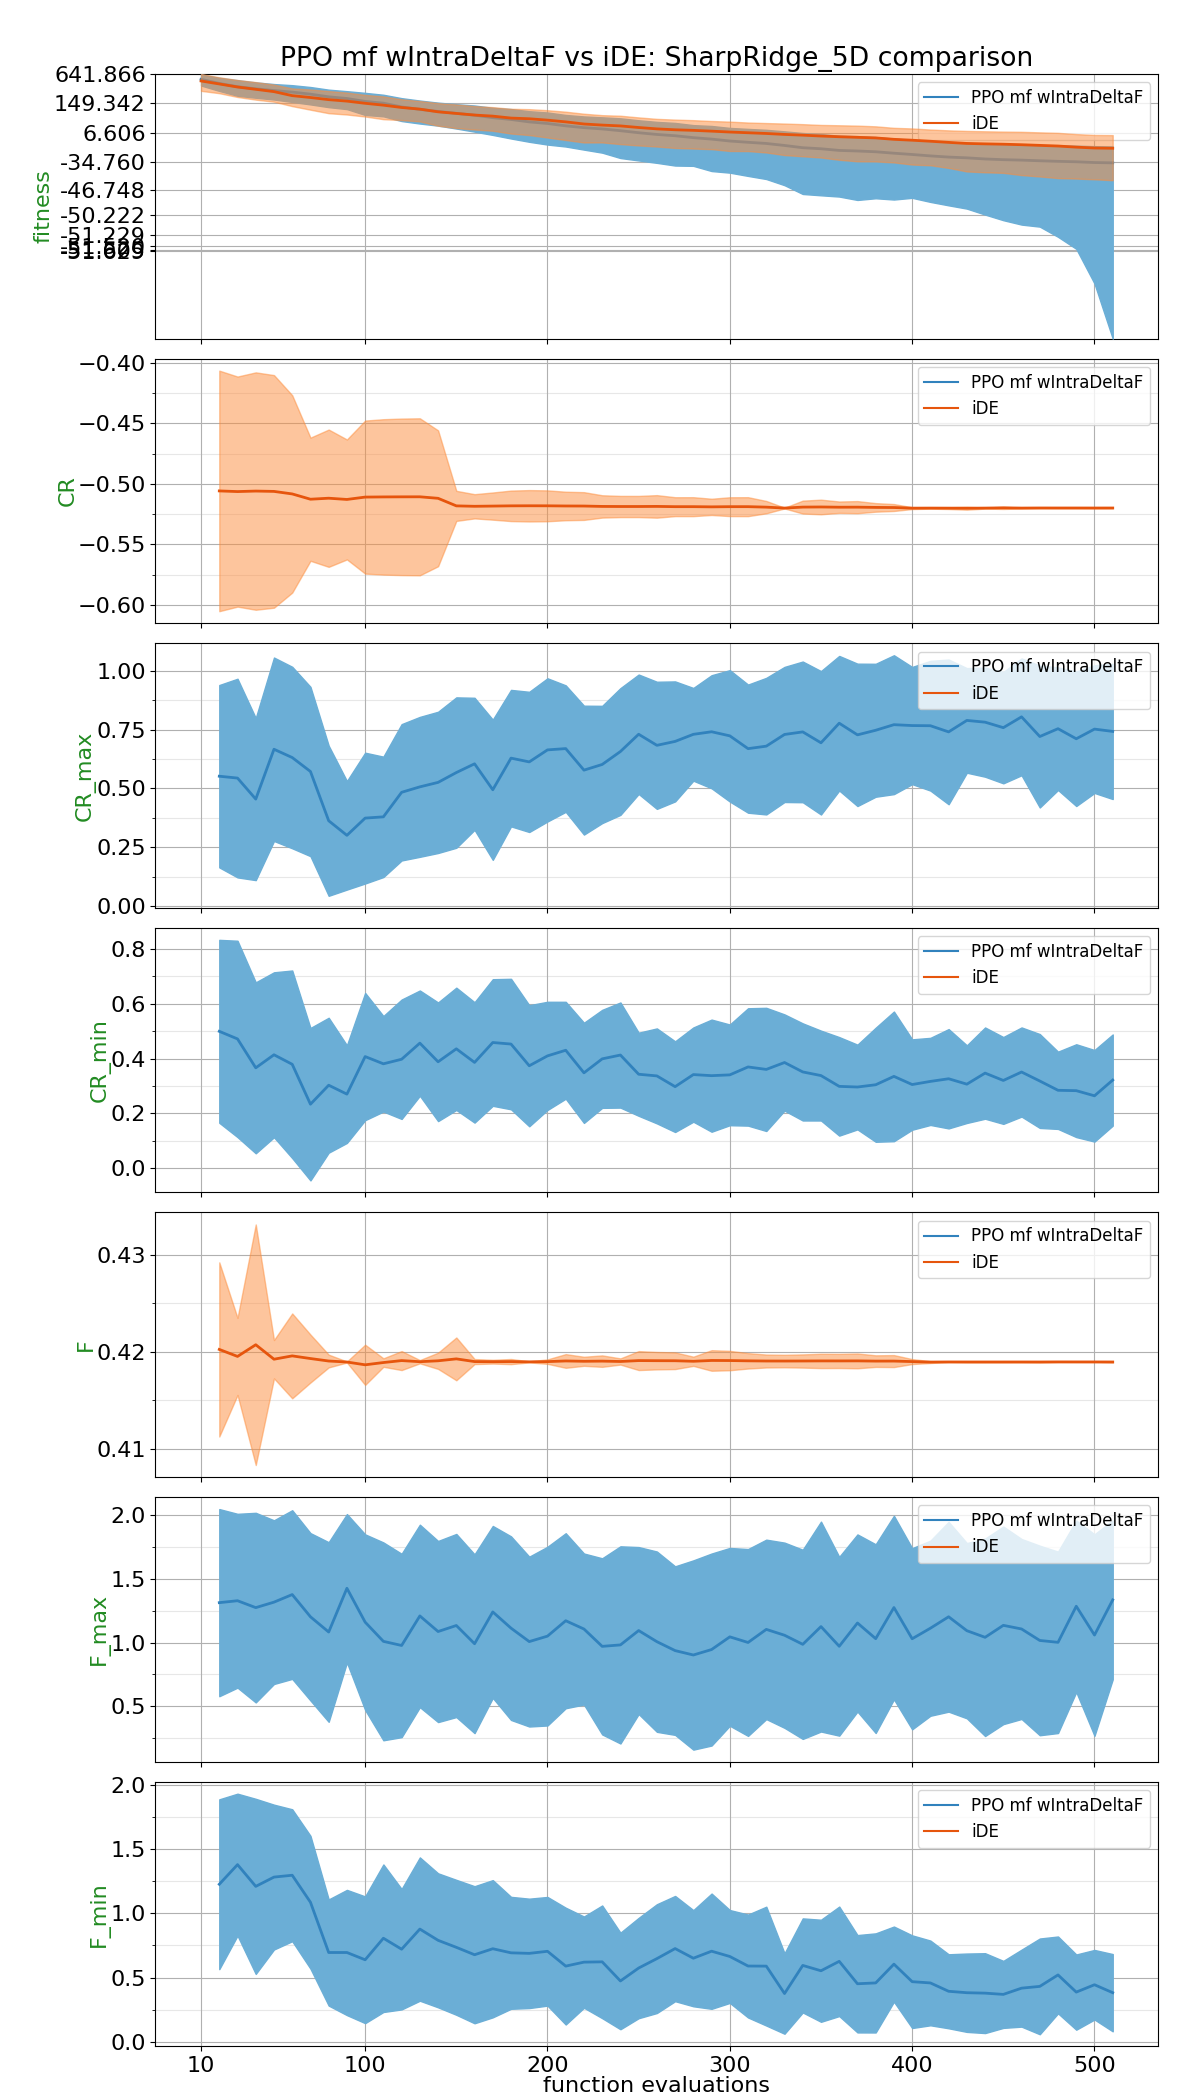 PPO mf wIntraDeltaF vs iDE: SharpRidge_5D comparison
641.866
149.342
6.606
-34.760
-46.748
-50.222
-51.229
fitness
PPO mf wIntraDeltaF
iDE
−0.40
−0.45
−0.50
−0.55
−0.60
CR
PPO mf wIntraDeltaF
iDE
1.00
0.75
0.50
0.25
0.00
CR_max
PPO mf wIntraDeltaF
iDE
0.8
0.6
0.4
0.2
0.0
CR_min
PPO mf wIntraDeltaF
iDE
0.43
0.42
0.41
F
PPO mf wIntraDeltaF
iDE
2.0
1.5
1.0
0.5
F_max
PPO mf wIntraDeltaF
iDE
2.0
1.5
1.0
0.5
0.0
F_min
PPO mf wIntraDeltaF
iDE
10 100 200 300 400 500
function evaluations